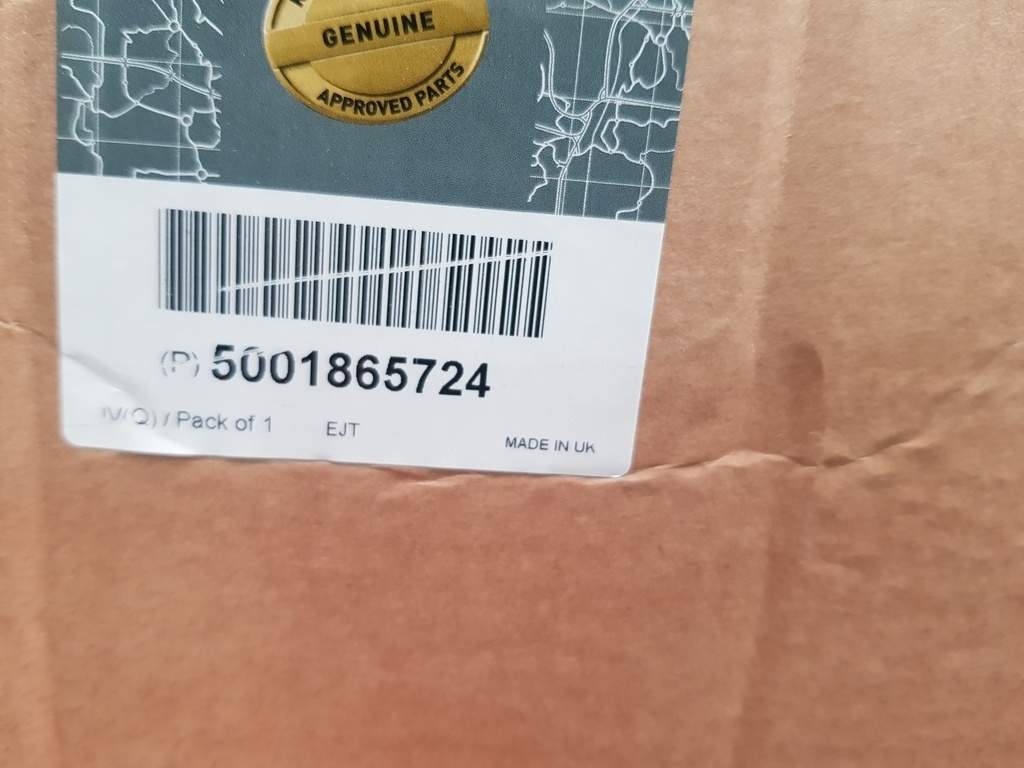 GENUINE
APPROVED PARTS
(P) 5001865724
(Q) / Pack of 1 EJT MADE IN UK